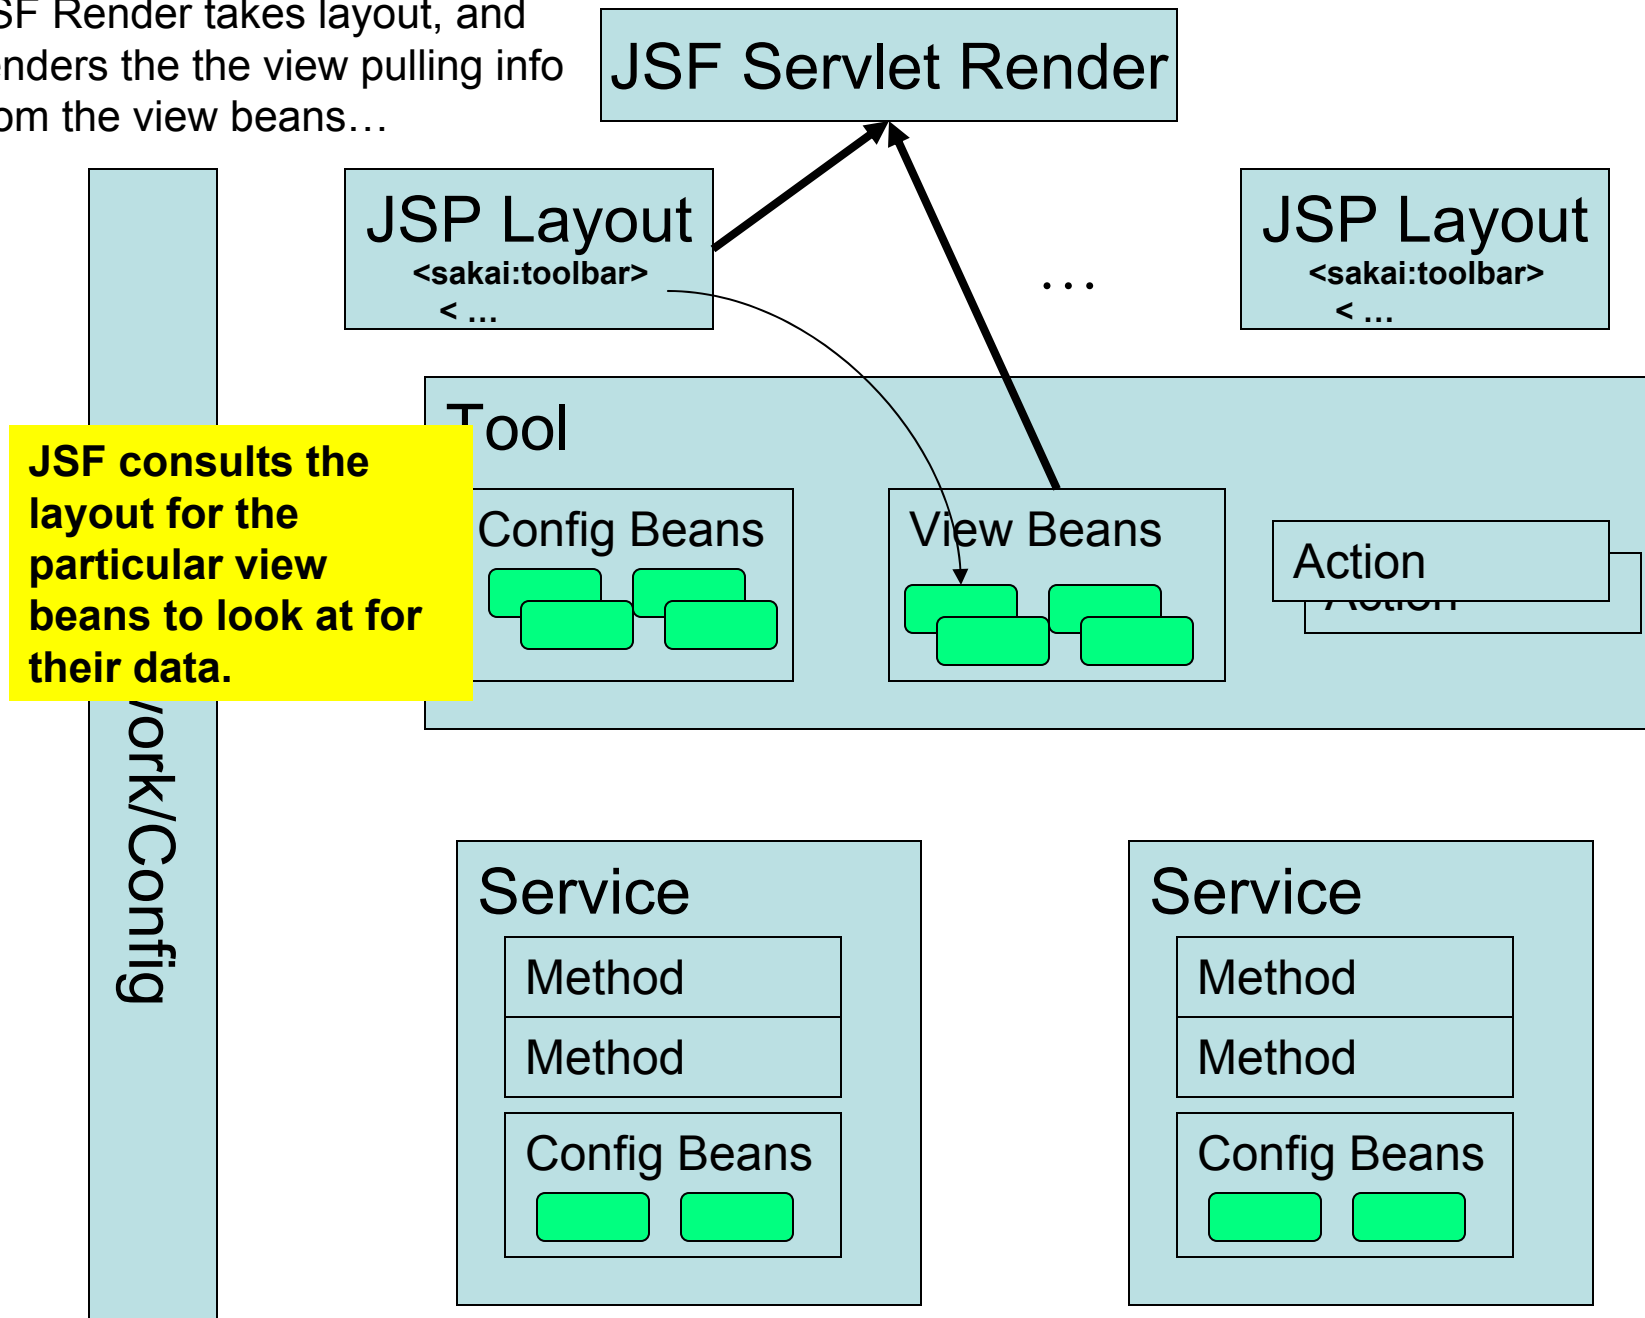 SF Render takes layout, and
enders the the view pulling info
om the view beans…
JSF Servlet Render
JSP Layout
<sakai:toolbar>
< …
…
JSP Layout
<sakai:toolbar>
< …
Tool
JSF consults the
layout for the
particular view
beans to look at for
their data.
Config Beans
View Beans
Action
Action
work/Config
Service
Method
Method
Config Beans
Service
Method
Method
Config Beans